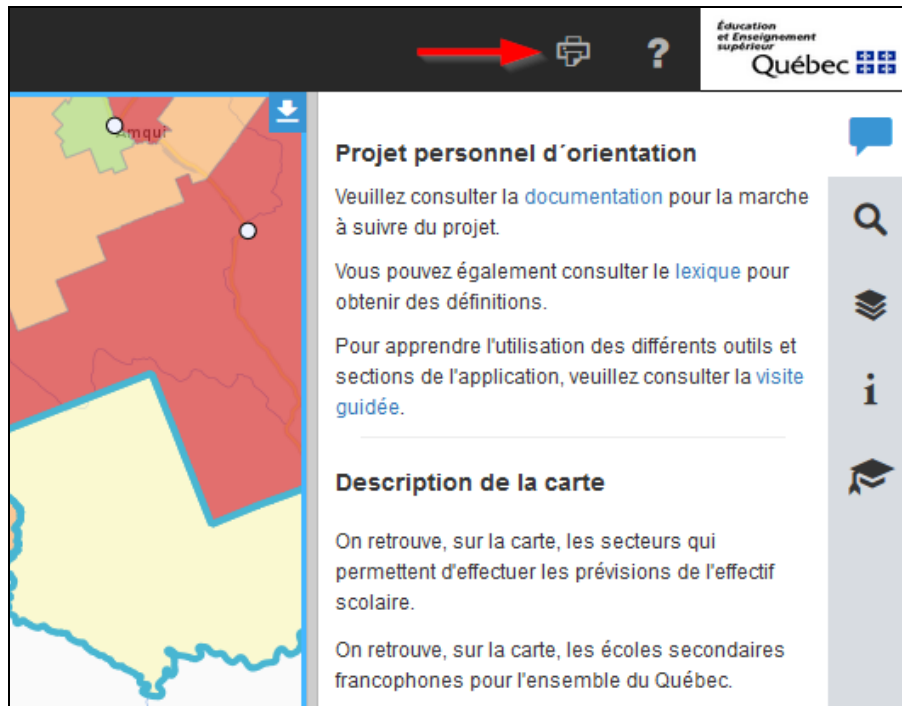 Éducation
et Enseignement
supérieur
Québec
?
Amqui
Projet personnel d´orientation
Veuillez consulter la documentation pour la marche
à suivre du projet.
Vous pouvez également consulter le lexique pour
obtenir des définitions.
Pour apprendre l'utilisation des différents outils et
sections de l'application, veuillez consulter la visite
guidée.
Description de la carte
On retrouve, sur la carte, les secteurs qui
permettent d'effectuer les prévisions de l'effectif
scolaire.
On retrouve, sur la carte, les écoles secondaires
francophones pour l'ensemble du Québec.